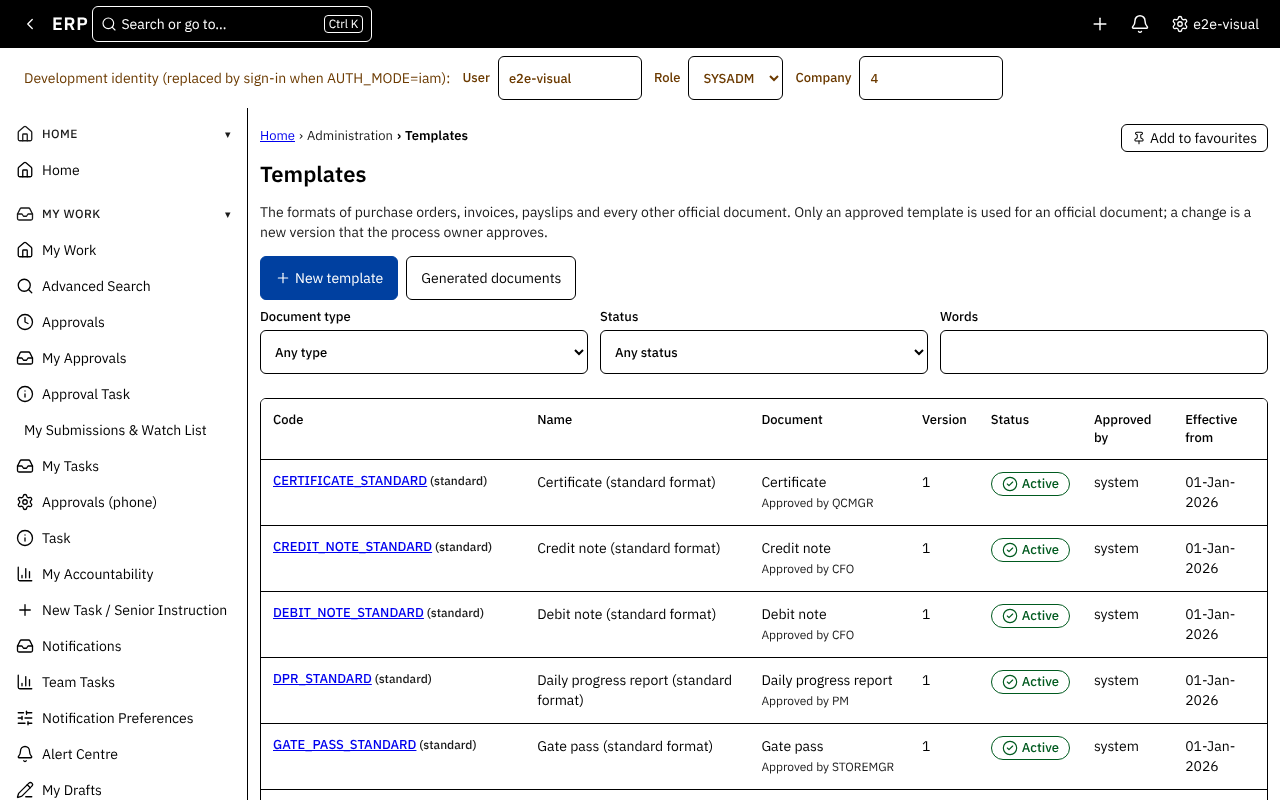 ERP
Search or go to...
Ctrl K
e2e-visual
Development identity (replaced by sign-in when AUTH_MODE=iam):
User
e2e-visual
Role
SYSADM
Company
4
HOME
Home
MY WORK
My Work
Advanced Search
Approvals
My Approvals
Approval Task
My Submissions & Watch List
My Tasks
Approvals (phone)
Task
My Accountability
New Task / Senior Instruction
Notifications
Team Tasks
Notification Preferences
Alert Centre
My Drafts
Home › Administration › Templates
Add to favourites
Templates
The formats of purchase orders, invoices, payslips and every other official document. Only an approved template is used for an official document; a change is a
new version that the process owner approves.
New template
Generated documents
Document type
Any type
Status
Any status
Words
Code Name Document Version Status Approved by Effective from
CERTIFICATE_STANDARD (standard) Certificate (standard format) Certificate 1 Active system 01-Jan-
Approved by QCMGR 2026
CREDIT_NOTE_STANDARD (standard) Credit note (standard format) Credit note 1 Active system 01-Jan-
Approved by CFO 2026
DEBIT_NOTE_STANDARD (standard) Debit note (standard format) Debit note 1 Active system 01-Jan-
Approved by CFO 2026
DPR_STANDARD (standard) Daily progress report (standard Daily progress report 1 Active system 01-Jan-
format) Approved by PM 2026
GATE_PASS_STANDARD (standard) Gate pass (standard format) Gate pass 1 Active system 01-Jan-
Approved by STOREMGR 2026